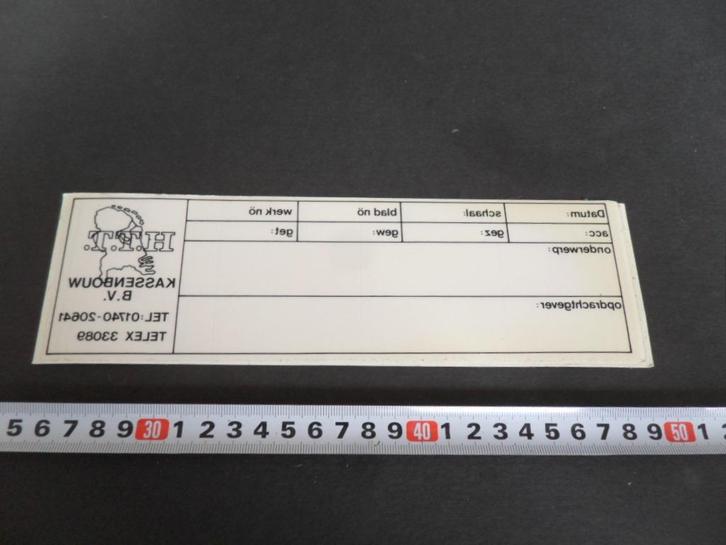 Datum: schaal: blad nö werk nö
acc: gez: gew: get:
onderwerp:
opdrachtgever:
H.T.T.
KASSENBOUW
B.V.
TEL: 01740-20641
TELEX 33089
5 6 7 8 9 30 1 2 3 4 5 6 7 8 9 40 1 2 3 4 5 6 7 8 9 50 1